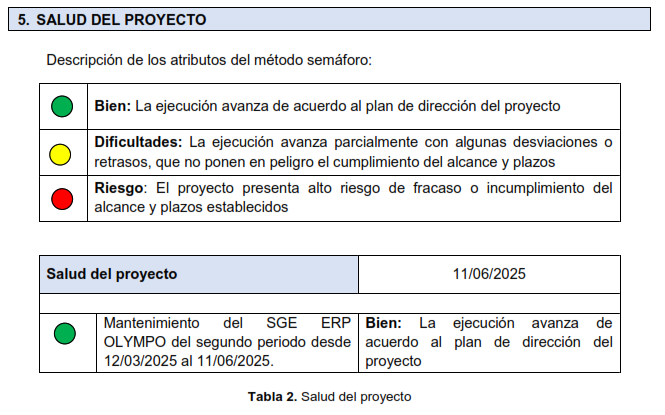 5. SALUD DEL PROYECTO
Descripción de los atributos del método semáforo:
Bien: La ejecución avanza de acuerdo al plan de dirección del proyecto
Dificultades: La ejecución avanza parcialmente con algunas desviaciones o
retrasos, que no ponen en peligro el cumplimiento del alcance y plazos
Riesgo: El proyecto presenta alto riesgo de fracaso o incumplimiento del
alcance y plazos establecidos
Salud del proyecto
11/06/2025
Mantenimiento del SGE ERP
OLYMPO del segundo periodo desde
12/03/2025 al 11/06/2025.
Bien: La ejecución avanza de
acuerdo al plan de dirección del
proyecto
Tabla 2. Salud del proyecto